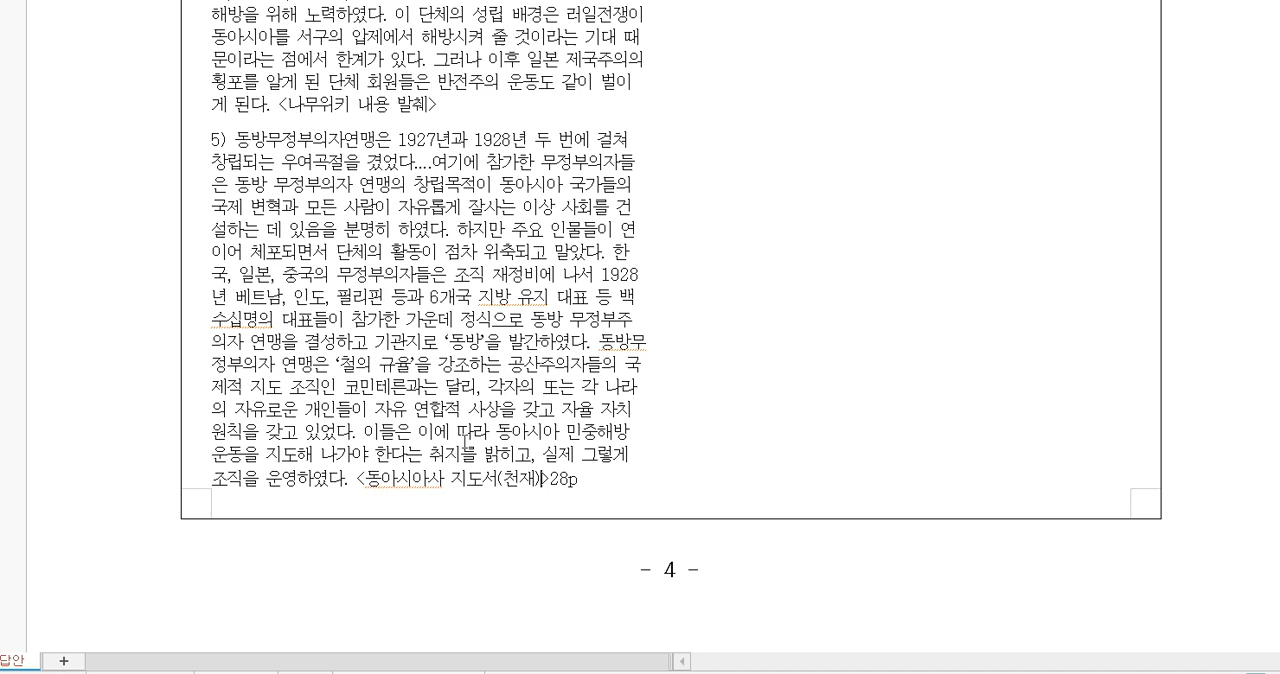 해방을 위해 노력하였다. 이 단체의 성립 배경은 러일전쟁이
동아시아를 서구의 압제에서 해방시켜 줄 것이라는 기대 때
문이라는 점에서 한계가 있다. 그러나 이후 일본 제국주의의
횡포를 알게 된 단체 회원들은 반전주의 운동도 같이 벌이
게 된다. <나무위키 내용 발췌>
5) 동방무정부의자연맹은 1927년과 1928년 두 번에 걸쳐
창립되는 우여곡절을 겼었다....여기에 참가한 무정부의자들
은 동방 무정부의자 연맹의 창립목적이 동아시아 국가들의
국제 변혁과 모든 사람이 자유롭게 잘사는 이상 사회를 건
설하는 데 있음을 분명히 하였다. 하지만 주요 인물들이 연
이어 체포되면서 단체의 활동이 점차 위축되고 말았다. 한
국, 일본, 중국의 무정부의자들은 조직 재정비에 나서 1928
년 베트남, 인도, 필리핀 등과 6개국 지방 유지 대표 등 백
수십명의 대표들이 참가한 가운데 정식으로 동방 무정부주
의자 연맹을 결성하고 기관지로 ‘동방’을 발간하였다. 동방무
정부의자 연맹은 ‘철의 규율’을 강조하는 공산주의자들의 국
제적 지도 조직인 코민테른과는 달리, 각자의 또는 각 나라
의 자유로운 개인들이 자유 연합적 사상을 갖고 자율 자치
원칙을 갖고 있었다. 이들은 이에 따라 동아시아 민중해방
운동을 지도해 나가야 한다는 취지를 밝히고, 실제 그렇게
조직을 운영하였다. <동아시아사 지도서(천재)>28p
- 4 -
답안